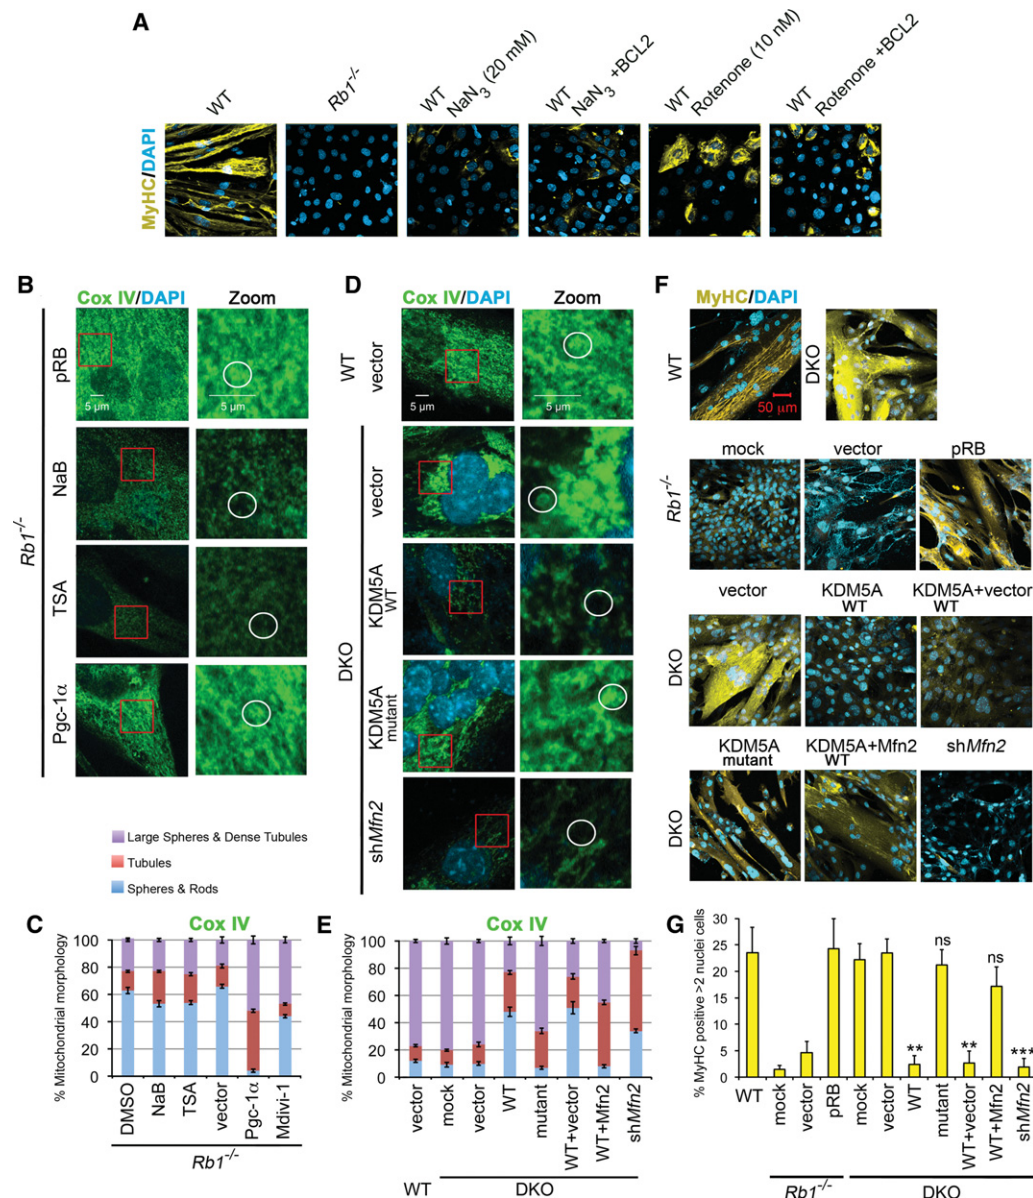 A
WT
Rb1-/-
WT
NaN3 (20 mM)
WT
NaN3 +BCL2
WT
Rotenone (10 nM)
WT
Rotenone +BCL2
MyHC/DAPI
B
Cox IV/DAPI
Zoom
Rb1-/-
pRB
5 µm
5 µm
NaB
TSA
Pgc-1α
Large Spheres & Dense Tubules
Tubules
Spheres & Rods
D
Cox IV/DAPI
Zoom
WT
vector
5 µm
5 µm
DKO
vector
KDM5A
WT
KDM5A
mutant
shMfn2
F
MyHC/DAPI
WT
50 µm
DKO
mock
vector
pRB
Rb1-/-
vector
KDM5A
WT
KDM5A+vector
WT
DKO
KDM5A
mutant
KDM5A+Mfn2
WT
shMfn2
DKO
C
Cox IV
% Mitochondrial morphology
100
80
60
40
20
0
DMSO
NaB
TSA
vector
Pgc-1α
Mdivi-1
Rb1-/-
E
Cox IV
% Mitochondrial morphology
100
80
60
40
20
0
vector
mock
vector
WT
mutant
WT+vector
WT+Mfn2
shMfn2
WT
DKO
G
% MyHC positive >2 nuclei cells
30
25
20
15
10
5
0
ns
ns
**
**
***
WT
mock
vector
pRB
mock
vector
WT
mutant
WT+vector
WT+Mfn2
shMfn2
Rb1-/-
DKO